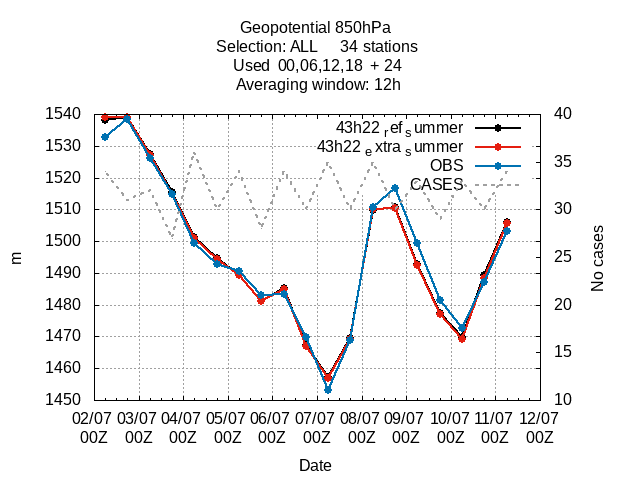 Geopotential 850hPa
Selection: ALL 34 stations
Used 00,06,12,18 + 24
Averaging window: 12h
43h22 ref summer
43h22 extra summer
OBS
CASES
1540
1530
1520
1510
1500
1490
1480
1470
1460
1450
40
35
30
25
20
15
10
m
No cases
02/07 03/07 04/07 05/07 06/07 07/07 08/07 09/07 10/07 11/07 12/07
00Z 00Z 00Z 00Z 00Z 00Z 00Z 00Z 00Z 00Z 00Z
Date